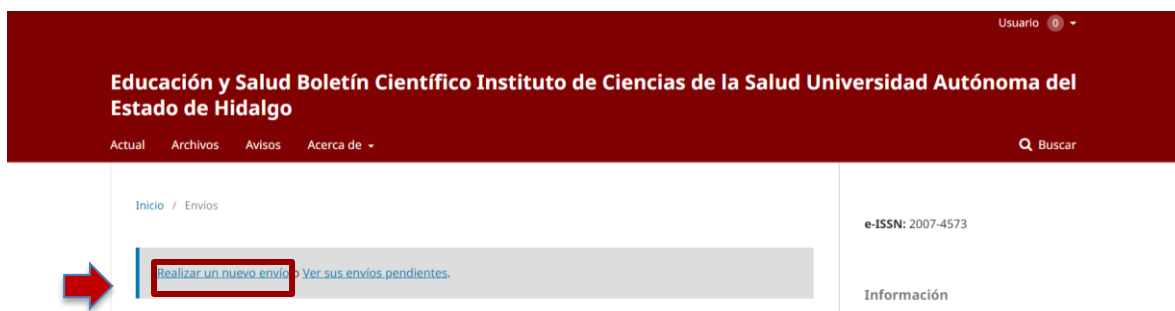 Usuario 0
Educación y Salud Boletín Científico Instituto de Ciencias de la Salud Universidad Autónoma del
Estado de Hidalgo
Actual Archivos Avisos Acerca de Buscar
Inicio / Envíos
e-ISSN: 2007-4573
Realizar un nuevo envío o Ver sus envíos pendientes.
Información